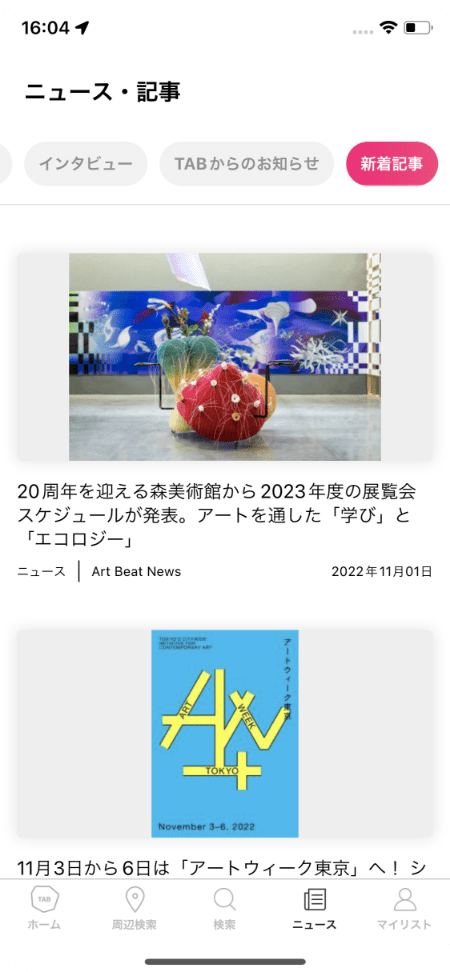 16:04
ニュース・記事
インタビュー
TABからのお知らせ
新着記事
20周年を迎える森美術館から2023年度の展覧会
スケジュールが発表。アートを通した「学び」と
「エコロジー」
ニュース
Art Beat News
2022年11月01日
TOKYO'S CITYWIDE
INITIATIVE FOR
CONTEMPORARY ART
アートウィーク東京
ART
WEEK
TOKYO
November 3–6, 2022
11月3日から6日は「アートウィーク東京」へ！ シ
TAB
ホーム
周辺検索
検索
ニュース
マイリスト